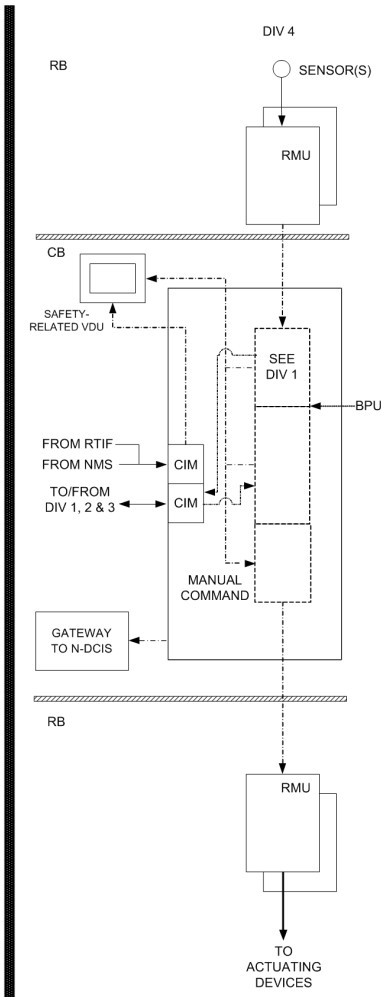 DIV 4
RB
SENSOR(S)
RMU
CB
SAFETY-
RELATED VDU
SEE
DIV 1
BPU
FROM RTIF
FROM NMS
CIM
TO/FROM
DIV 1, 2 & 3
CIM
MANUAL
COMMAND
GATEWAY
TO N-DCIS
RB
RMU
TO
ACTUATING
DEVICES